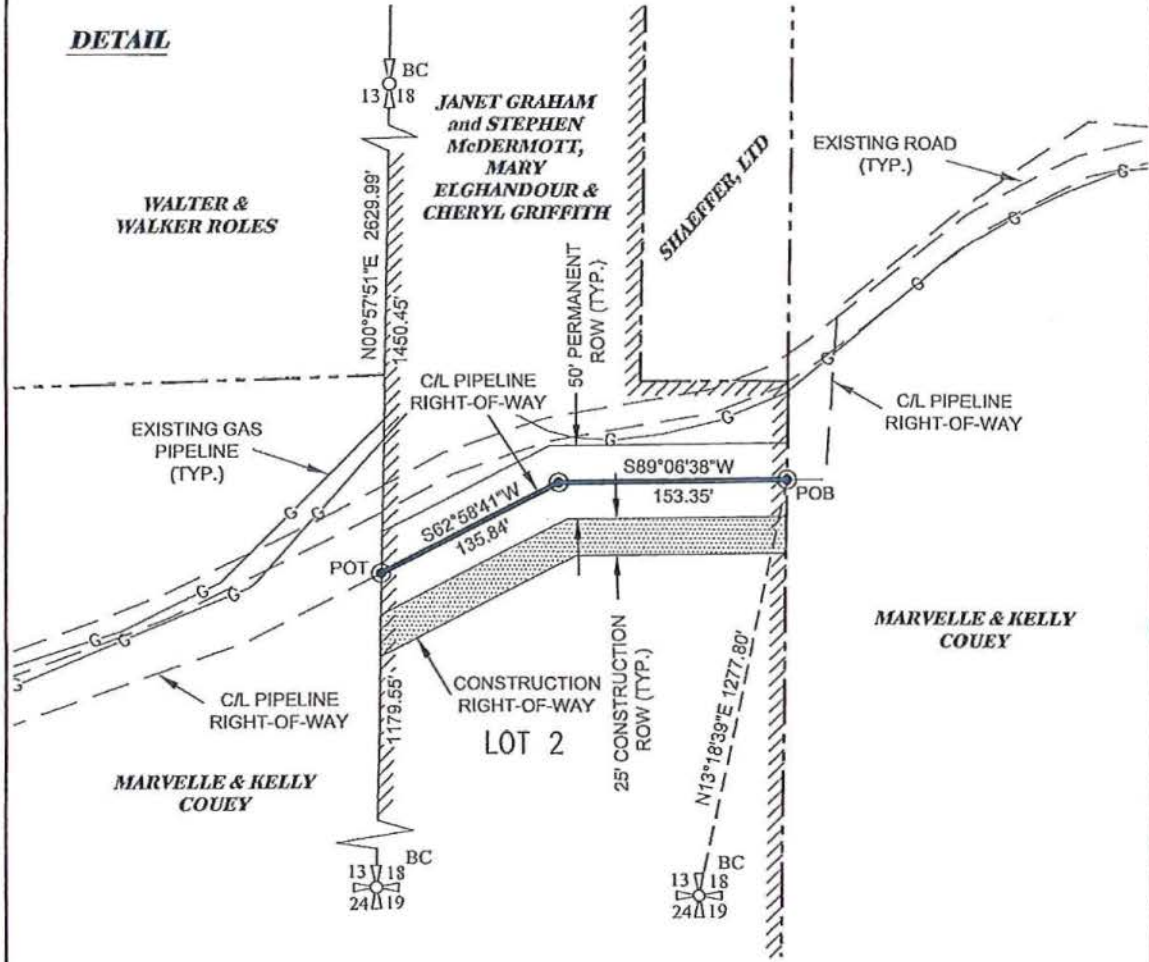 DETAIL
BC
13 18
JANET GRAHAM
and STEPHEN
McDERMOTT,
MARY
ELGHANDOUR &
CHERYL GRIFFITH
SHAEFFER, LTD
EXISTING ROAD
(TYP.)
WALTER &
WALKER ROLES
N00°57'51"E 2629.99'
1450.45'
50' PERMANENT
ROW (TYP.)
C/L PIPELINE
RIGHT-OF-WAY
C/L PIPELINE
RIGHT-OF-WAY
EXISTING GAS
PIPELINE
(TYP.)
G
G
G
G
G
G
S89°06'38"W
153.35'
POB
S62°58'41"W
135.84'
POT
G
G
G
G
G
G
G
MARVELLE & KELLY
COUEY
C/L PIPELINE
RIGHT-OF-WAY
CONSTRUCTION
RIGHT-OF-WAY
LOT 2
1179.55'
25' CONSTRUCTION
ROW (TYP.)
N13°18'39"E 1277.80'
MARVELLE & KELLY
COUEY
BC
13 18
24 19
BC
13 18
24 19